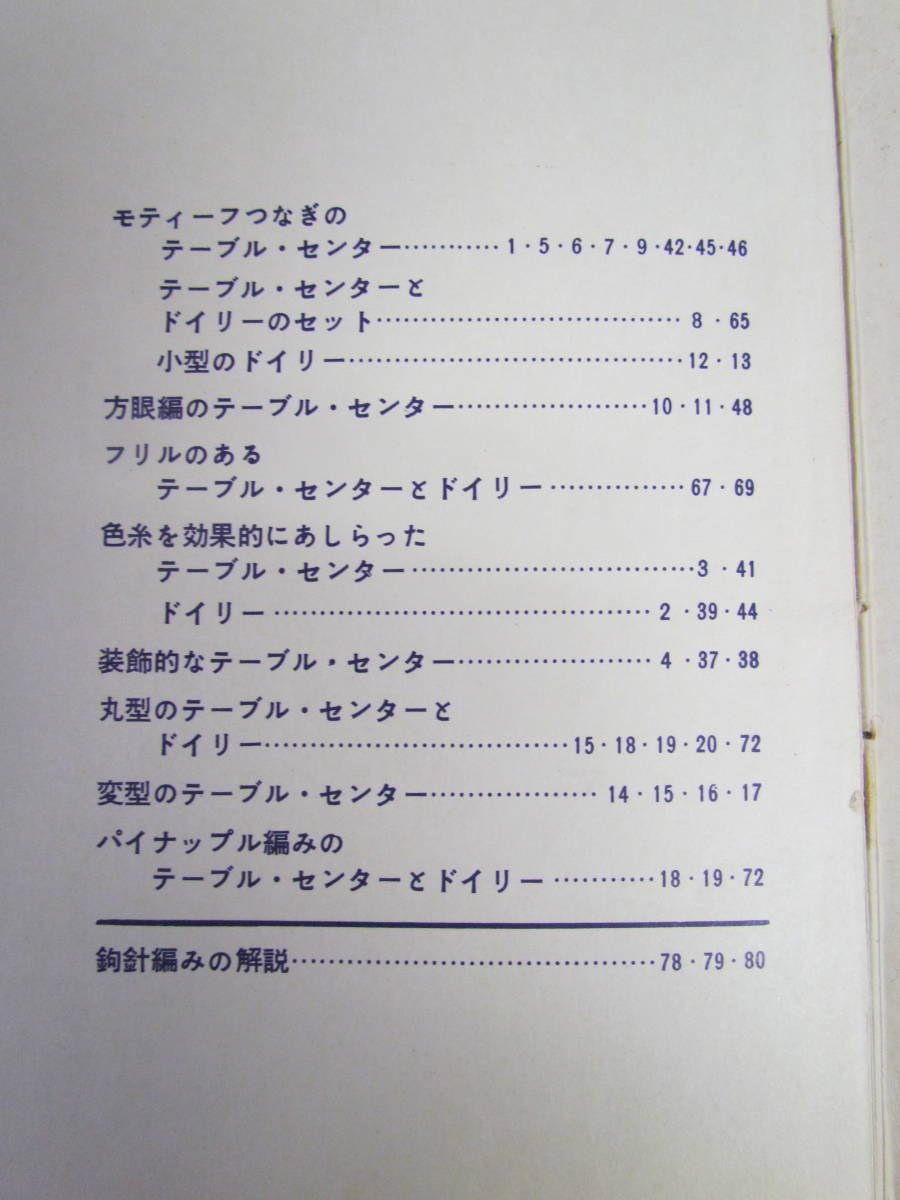 モティーフつなぎの
テーブル・センター………… 1・5・6・7・9・42・45・46
テーブル・センターと
ドイリーのセット……………………………… 8・65
小型のドイリー…………………………………12・13
方眼編のテーブル・センター…………………10・11・48
フリルのある
テーブル・センターとドイリー ……………67・69
色糸を効果的にあしらった
テーブル・センター ……………………………3・41
ドイリー …………………………………… 2・39・44
装飾的なテーブル・センター………………… 4・37・38
丸型のテーブル・センターと
ドイリー………………………………15・18・19・20・72
変型のテーブル・センター……………… 14・15・16・17
パイナップル編みの
テーブル・センターとドイリー …………18・19・72
鉤針編みの解説……………………………………78・79・80